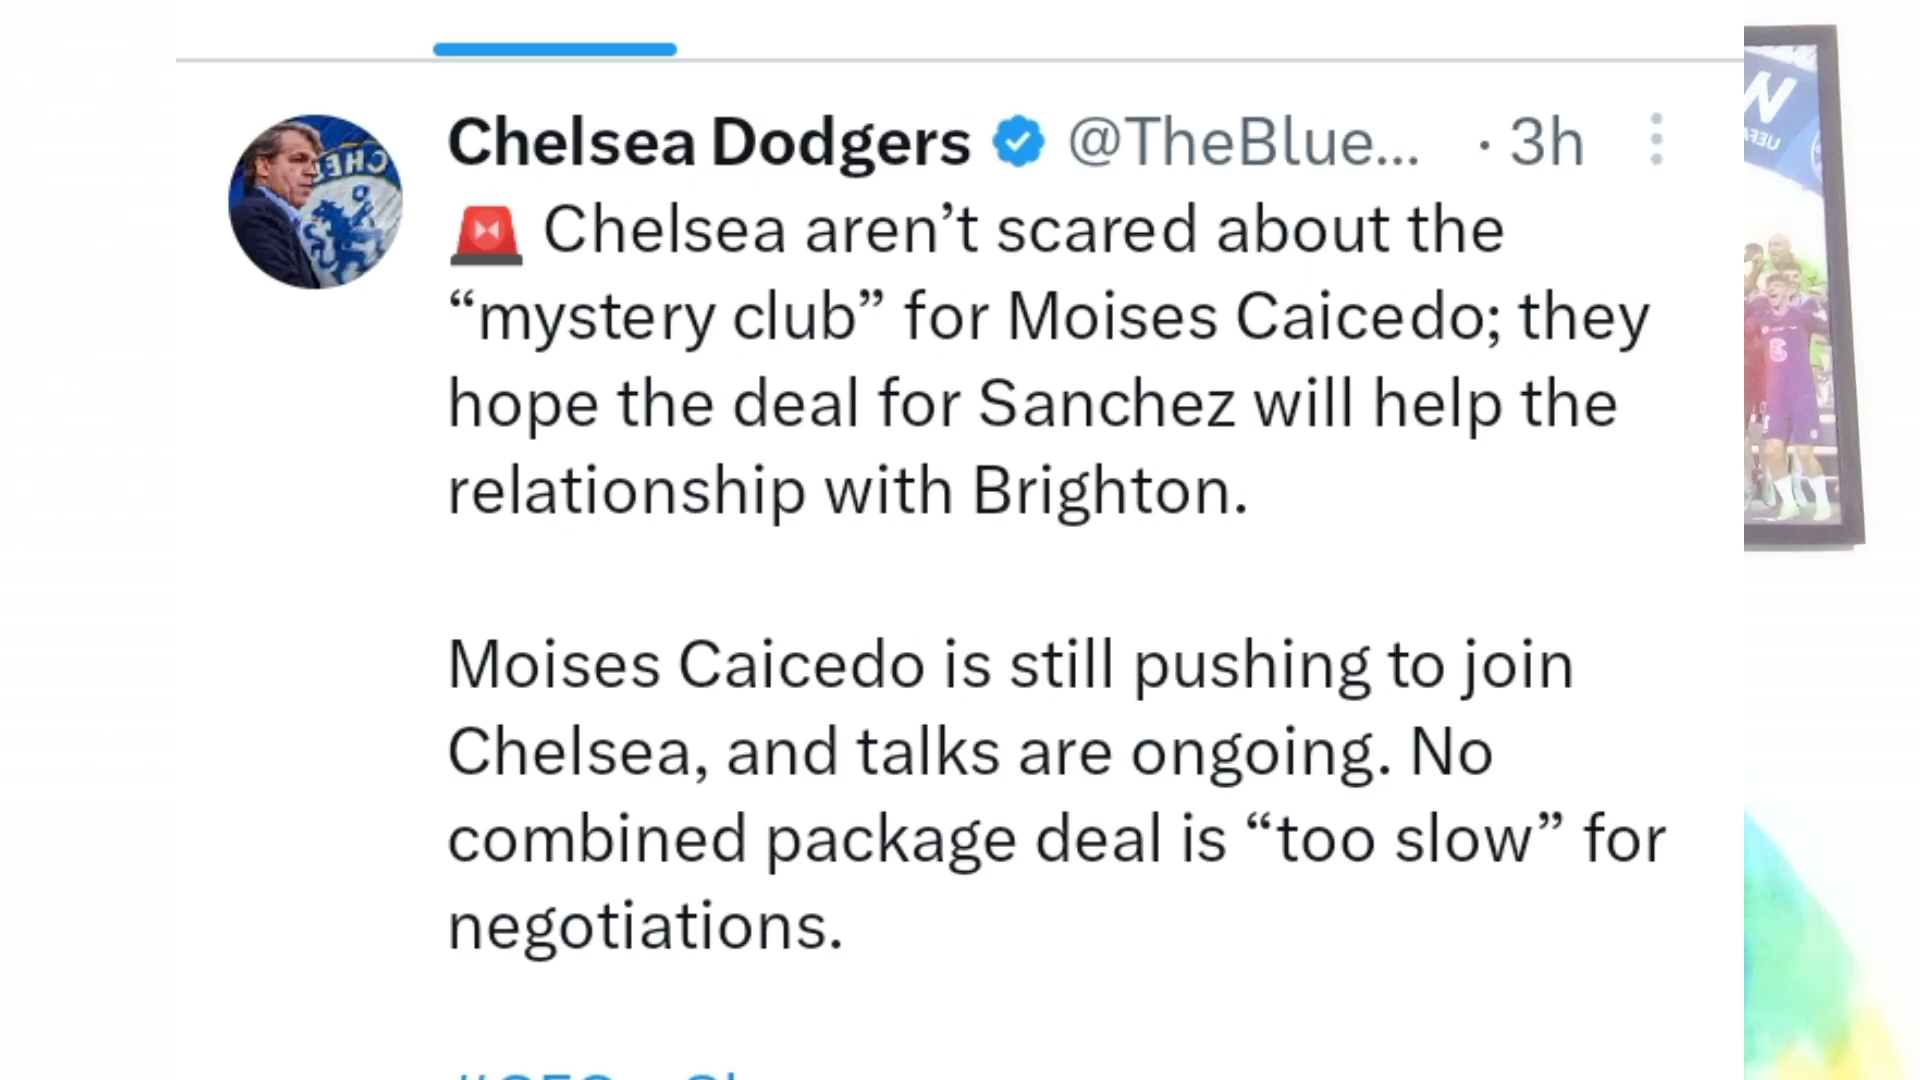 Chelsea Dodgers @TheBlue... · 3h
🚨 Chelsea aren’t scared about the
“mystery club” for Moises Caicedo; they
hope the deal for Sanchez will help the
relationship with Brighton.
Moises Caicedo is still pushing to join
Chelsea, and talks are ongoing. No
combined package deal is “too slow” for
negotiations.